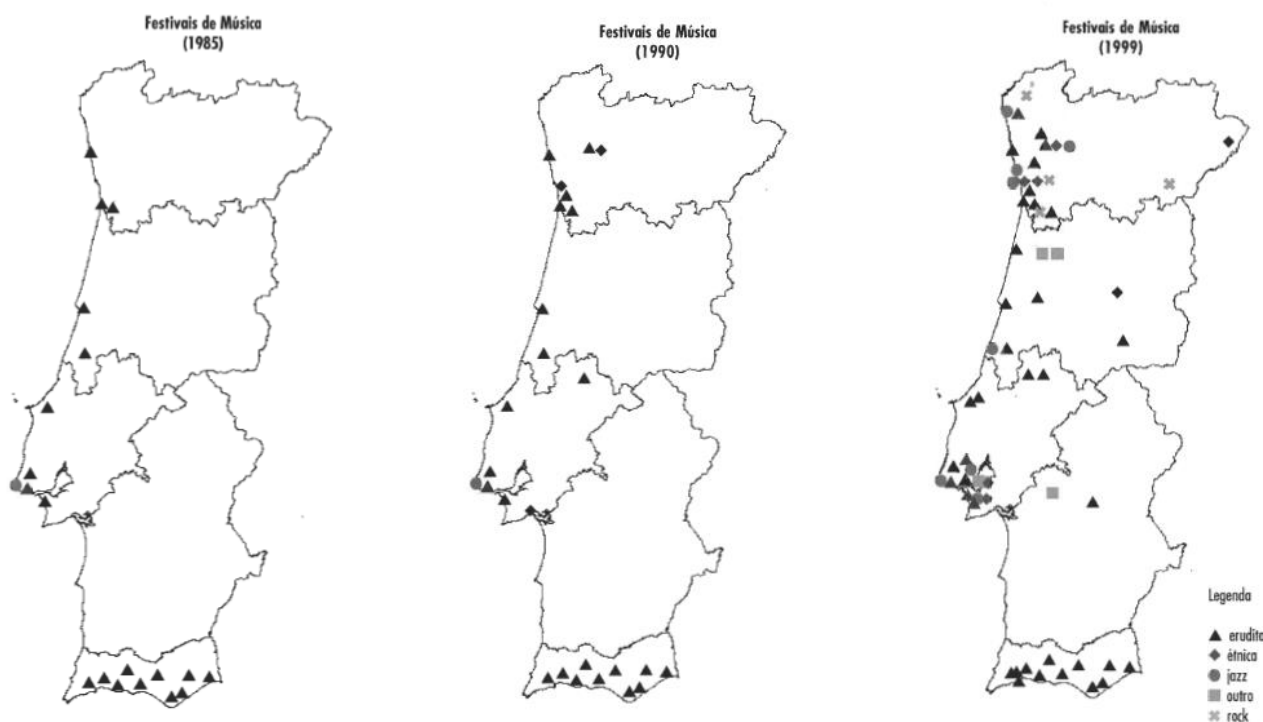 Festivais de Música
(1985)
Festivais de Música
(1990)
Festivais de Música
(1999)
Legenda
erudita
étnica
jazz
outro
rock